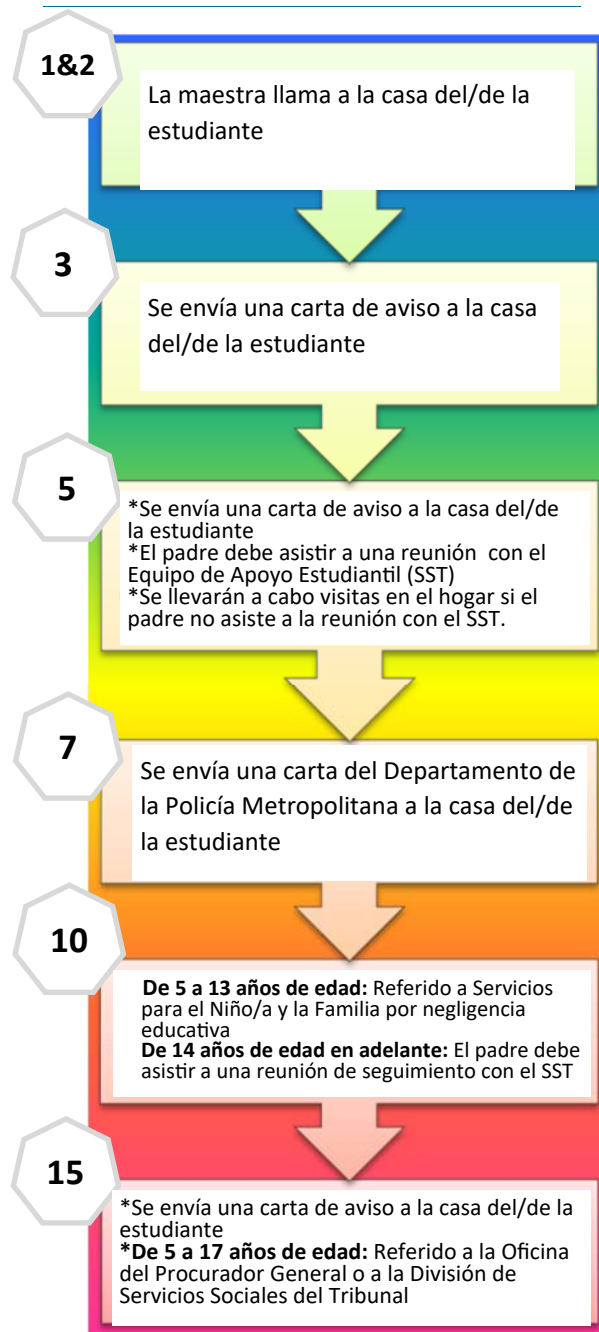 1&2
La maestra llama a la casa del/de la
estudiante
3
Se envía una carta de aviso a la casa
del/de la estudiante
5
*Se envía una carta de aviso a la casa del/de
la estudiante
*El padre debe asistir a una reunión con el
Equipo de Apoyo Estudiantil (SST)
*Se llevarán a cabo visitas en el hogar si el
padre no asiste a la reunión con el SST.
7
Se envía una carta del Departamento de
la Policía Metropolitana a la casa del/de
la estudiante
10
De 5 a 13 años de edad: Referido a Servicios
para el Niño/a y la Familia por negligencia
educativa
De 14 años de edad en adelante: El padre debe
asistir a una reunión de seguimiento con el SST
15
*Se envía una carta de aviso a la casa del/de la
estudiante
*De 5 a 17 años de edad: Referido a la Oficina
del Procurador General o a la División de
Servicios Sociales del Tribunal